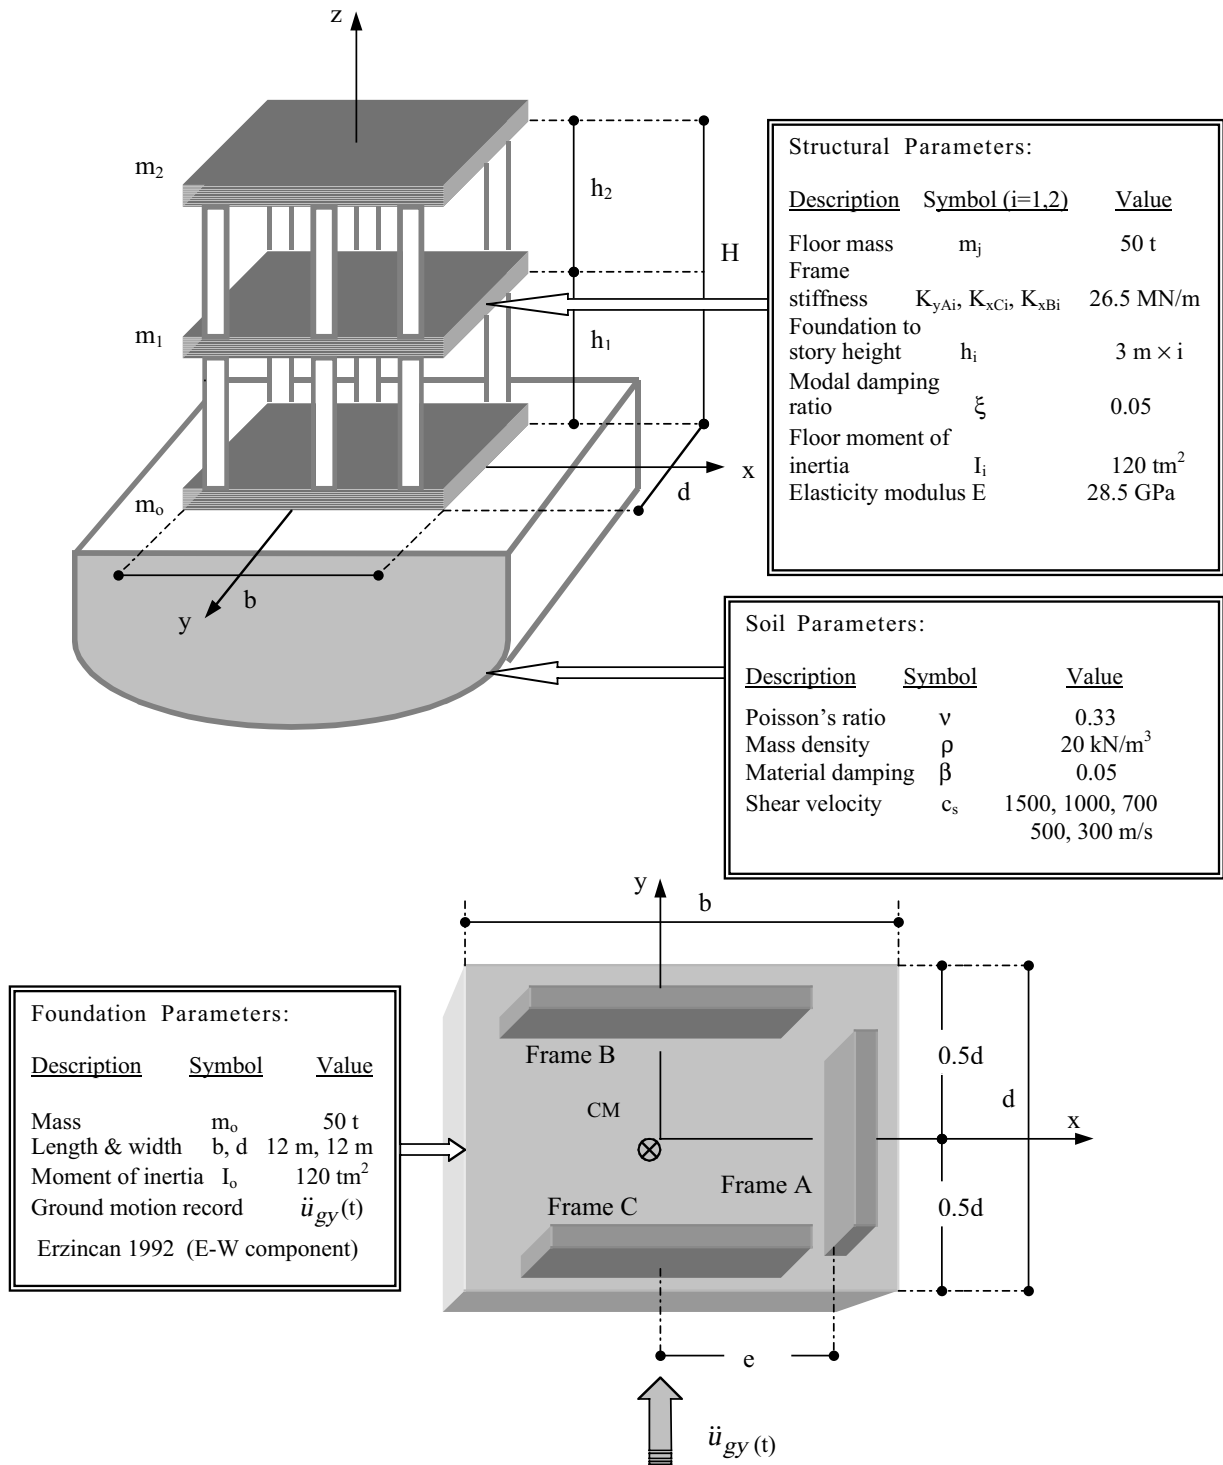 z
m2
h2
H
m1
h1
x
d
mo
b
y
Structural Parameters:
Description Symbol (i=1,2) Value
Floor mass mj 50 t
Frame
stiffness KyAi, KxCi, KxBi 26.5 MN/m
Foundation to
story height hi 3 m × i
Modal damping
ratio ξ 0.05
Floor moment of
inertia Ii 120 tm²
Elasticity modulus E 28.5 GPa
Soil Parameters:
Description Symbol Value
Poisson's ratio ν 0.33
Mass density ρ 20 kN/m³
Material damping β 0.05
Shear velocity cs 1500, 1000, 700
500, 300 m/s
Foundation Parameters:
Description Symbol Value
Mass mo 50 t
Length & width b, d 12 m, 12 m
Moment of inertia Io 120 tm²
Ground motion record ügy(t)
Erzincan 1992 (E-W component)
y
b
Frame B
0.5d
CM
d
x
Frame A
Frame C
0.5d
e
ügy (t)